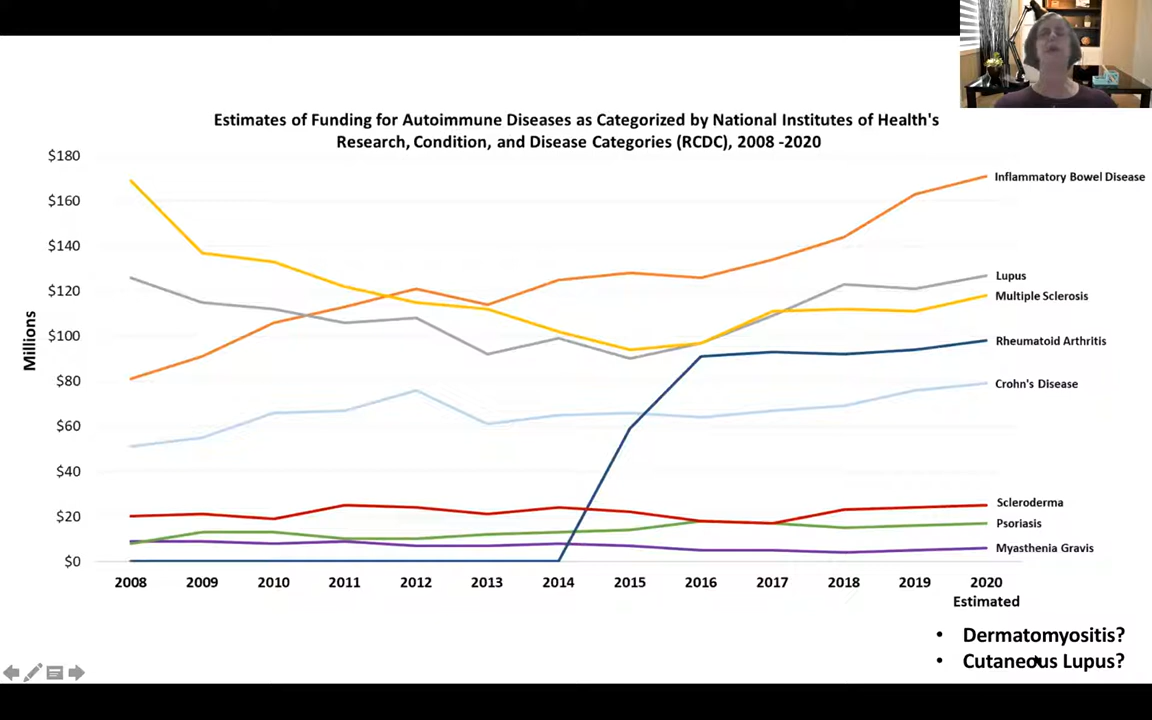 Estimates of Funding for Autoimmune Diseases as Categorized by National Institutes of Health's
Research, Condition, and Disease Categories (RCDC), 2008 -2020
Millions
$180
$160
$140
$120
$100
$80
$60
$40
$20
$0
Inflammatory Bowel Disease
Lupus
Multiple Sclerosis
Rheumatoid Arthritis
Crohn's Disease
Scleroderma
Psoriasis
Myasthenia Gravis
2008 2009 2010 2011 2012 2013 2014 2015 2016 2017 2018 2019 2020
Estimated
• Dermatomyositis?
• Cutaneous Lupus?